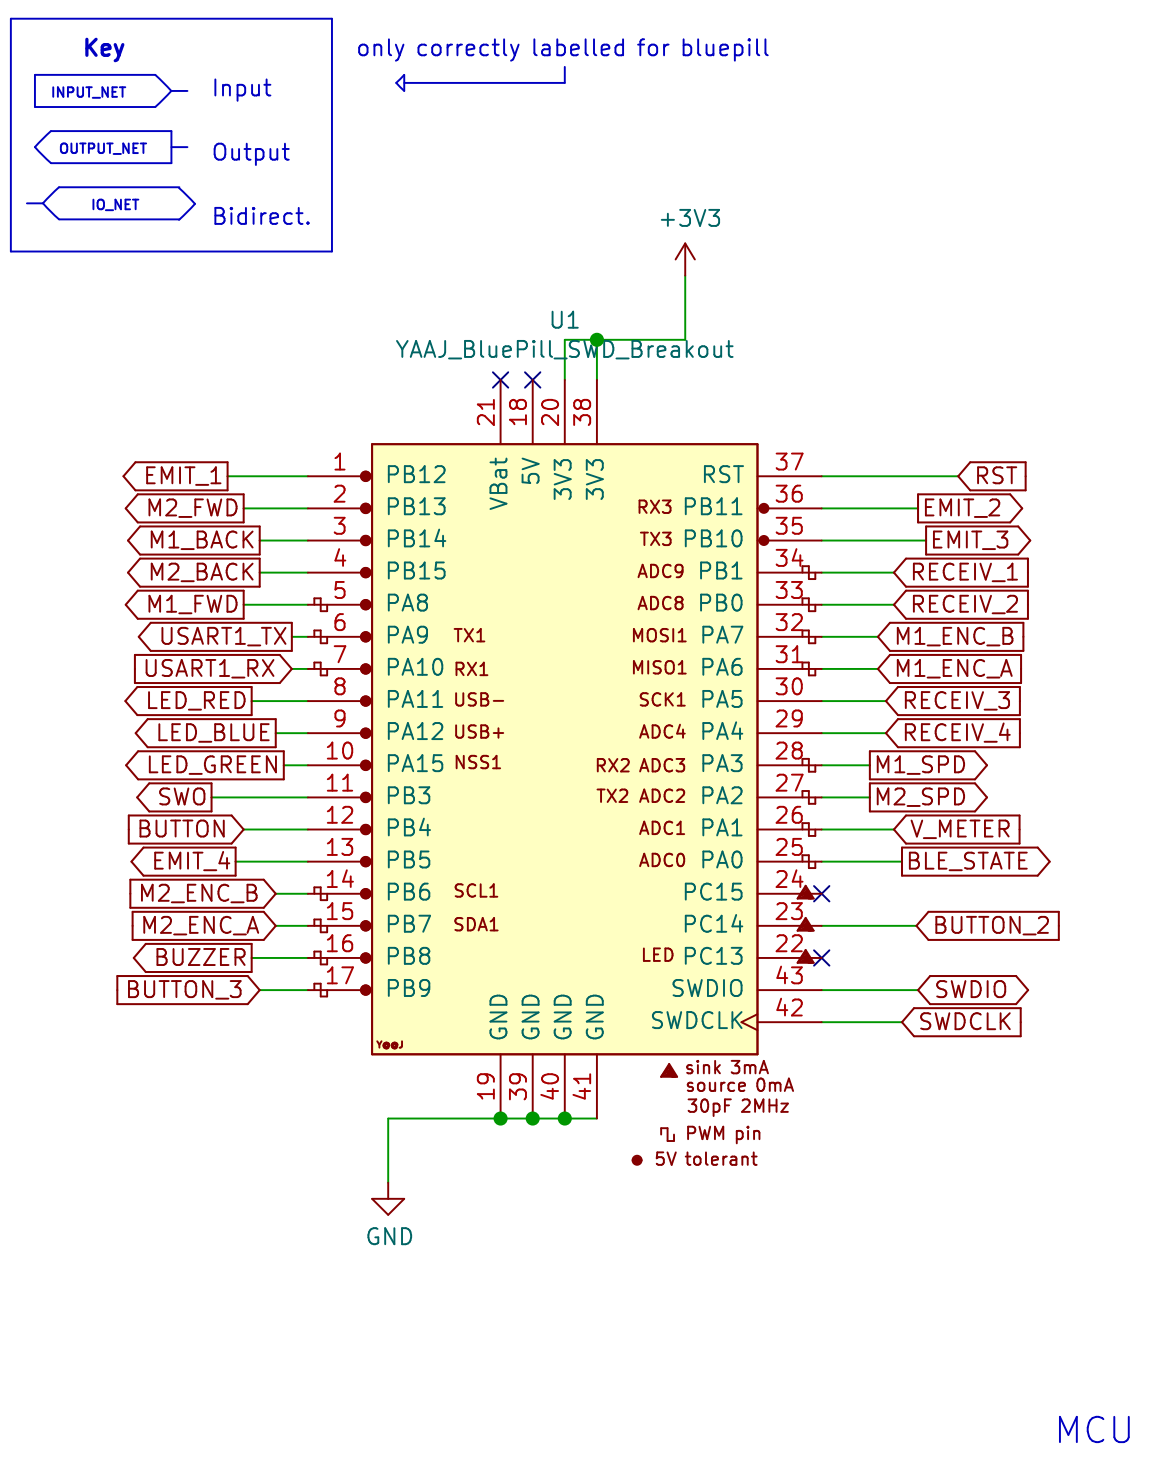 Key
only correctly labelled for bluepill
INPUT_NET Input
OUTPUT_NET Output
IO_NET Bidirect.
+3V3
U1
YAAJ_BluePill_SWD_Breakout
21 18 20 38
VBat 5V 3V3 3V3
EMIT_1 1 PB12 RST 37 RST
M2_FWD 2 PB13 RX3 PB11 36 EMIT_2
M1_BACK 3 PB14 TX3 PB10 35 EMIT_3
M2_BACK 4 PB15 ADC9 PB1 34 RECEIV_1
M1_FWD 5 PA8 ADC8 PB0 33 RECEIV_2
USART1_TX 6 PA9 TX1 MOSI1 PA7 32 M1_ENC_B
USART1_RX 7 PA10 RX1 MISO1 PA6 31 M1_ENC_A
LED_RED 8 PA11 USB- SCK1 PA5 30 RECEIV_3
LED_BLUE 9 PA12 USB+ ADC4 PA4 29 RECEIV_4
LED_GREEN 10 PA15 NSS1 RX2 ADC3 PA3 28 M1_SPD
SWO 11 PB3 TX2 ADC2 PA2 27 M2_SPD
BUTTON 12 PB4 ADC1 PA1 26 V_METER
EMIT_4 13 PB5 ADC0 PA0 25 BLE_STATE
M2_ENC_B 14 PB6 SCL1 PC15 24
M2_ENC_A 15 PB7 SDA1 PC14 23 BUTTON_2
BUZZER 16 PB8 LED PC13 22
BUTTON_3 17 PB9 SWDIO 43 SWDIO
SWDCLK 42 SWDCLK
GND GND GND GND
YaaJ
19 39 40 41
sink 3mA
source 0mA
30pF 2MHz
PWM pin
5V tolerant
GND
MCU